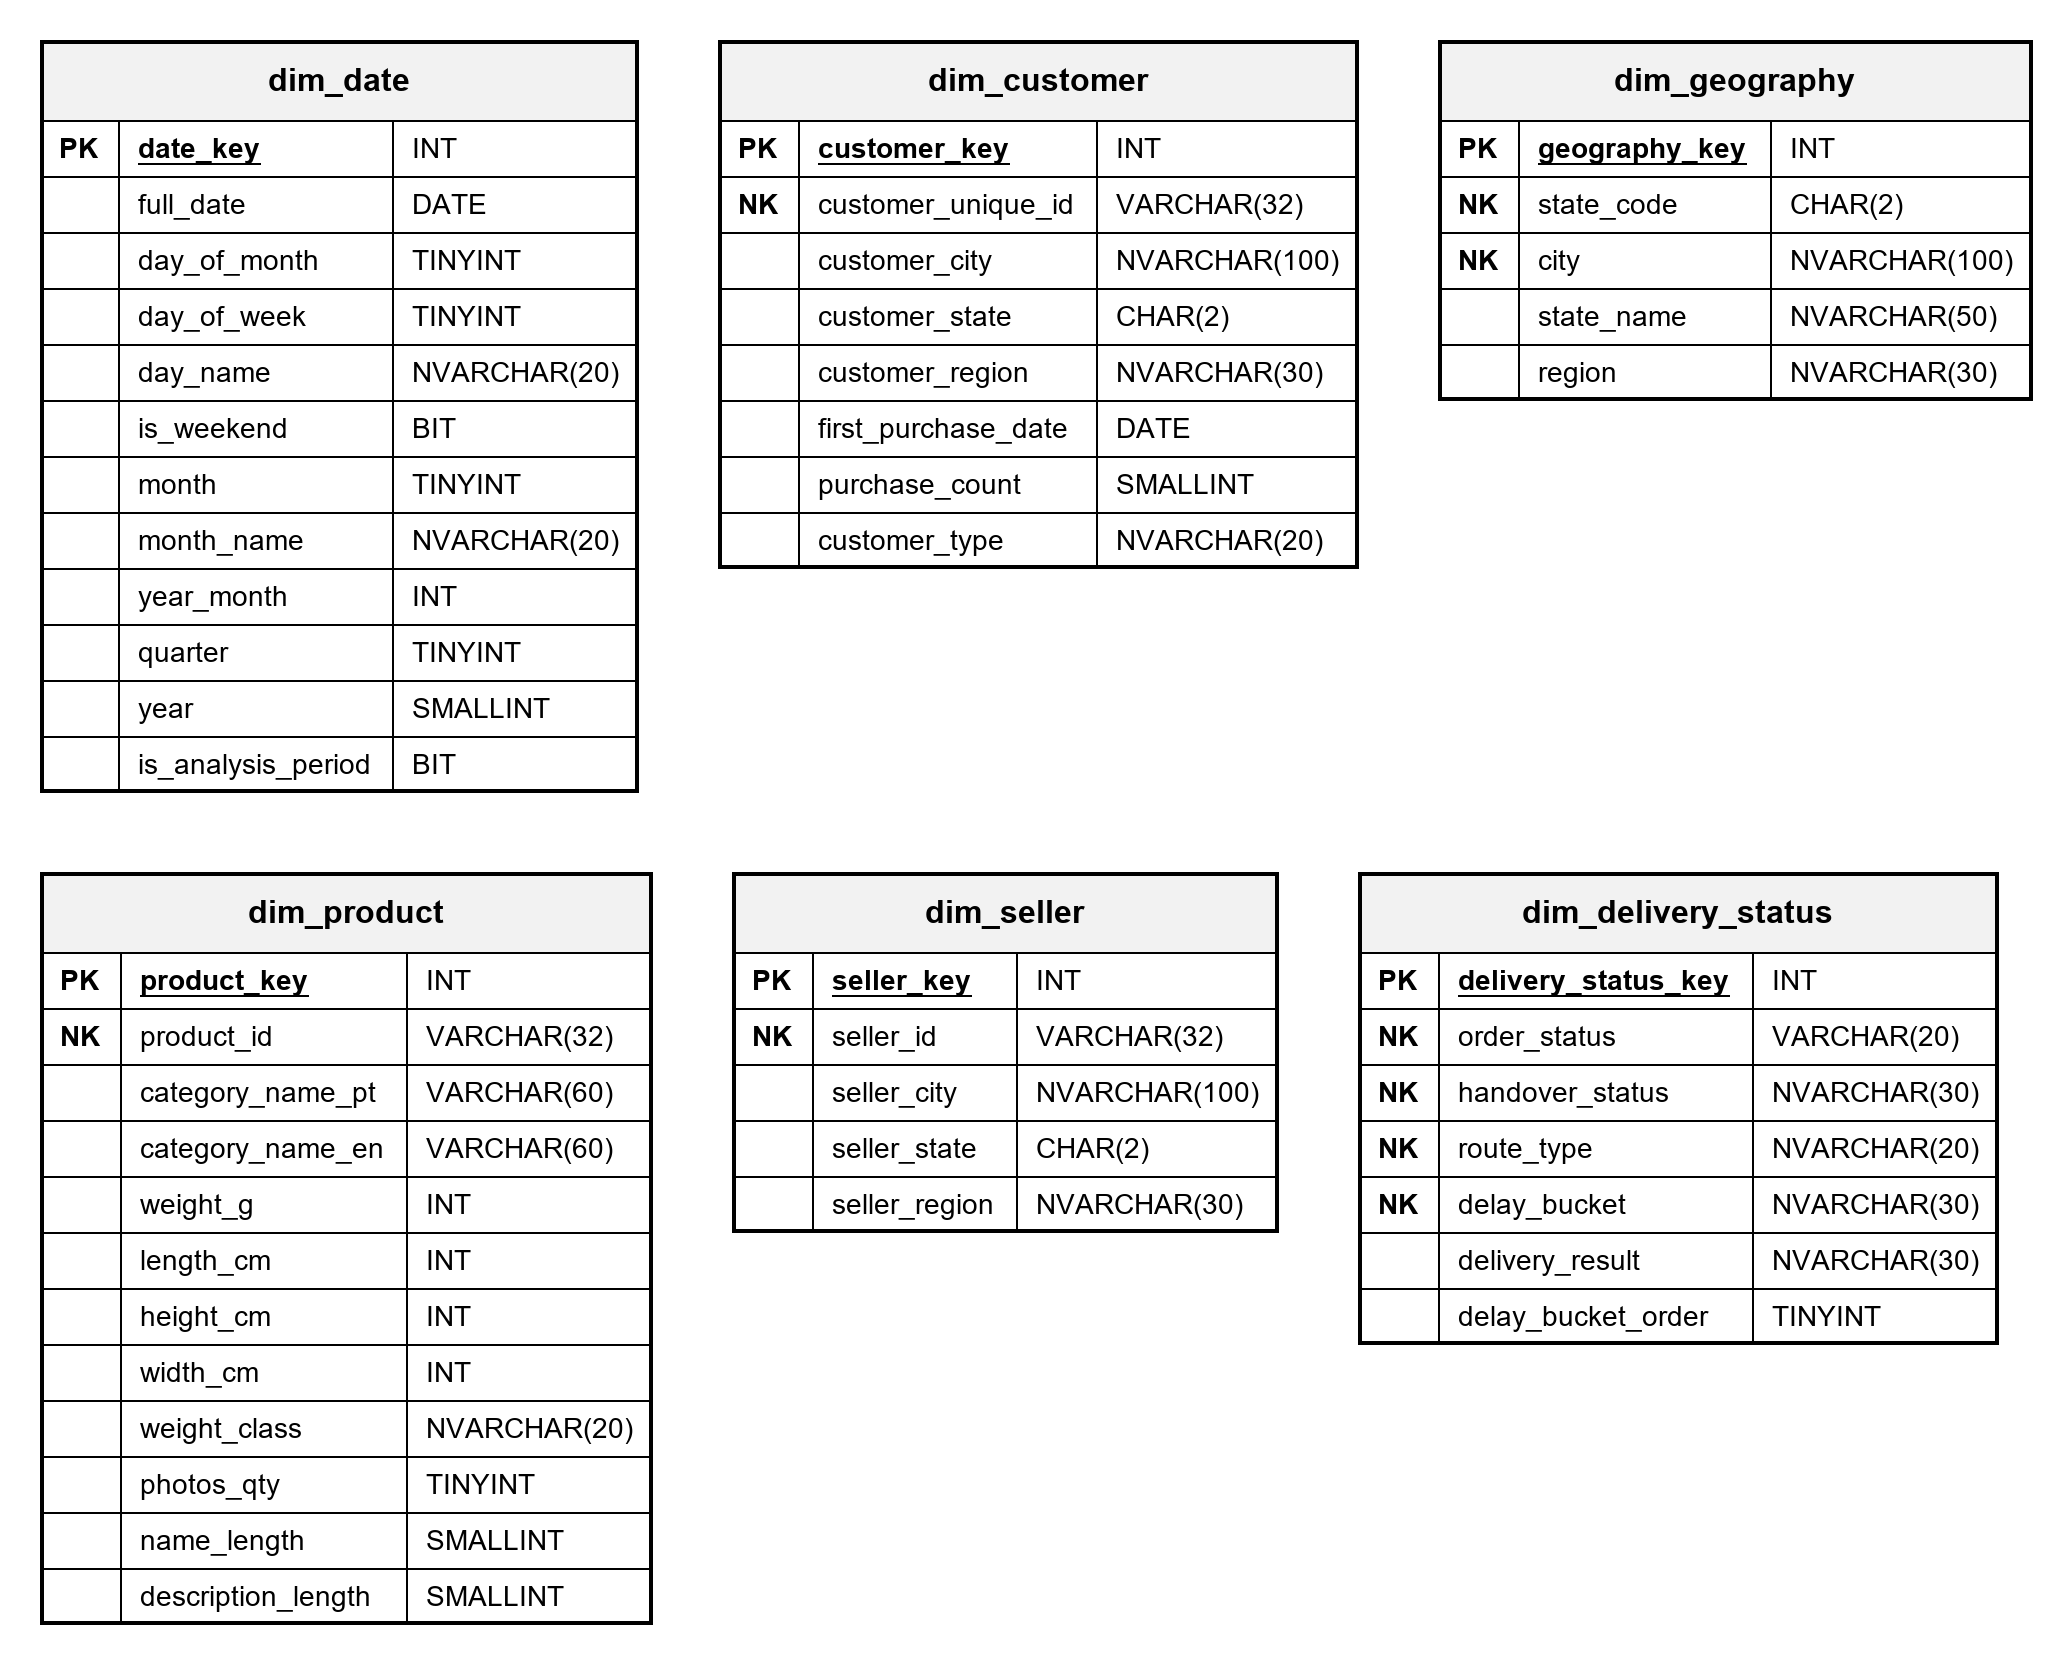 dim_date
PK date_key INT
full_date DATE
day_of_month TINYINT
day_of_week TINYINT
day_name NVARCHAR(20)
is_weekend BIT
month TINYINT
month_name NVARCHAR(20)
year_month INT
quarter TINYINT
year SMALLINT
is_analysis_period BIT
dim_customer
PK customer_key INT
NK customer_unique_id VARCHAR(32)
customer_city NVARCHAR(100)
customer_state CHAR(2)
customer_region NVARCHAR(30)
first_purchase_date DATE
purchase_count SMALLINT
customer_type NVARCHAR(20)
dim_geography
PK geography_key INT
NK state_code CHAR(2)
NK city NVARCHAR(100)
state_name NVARCHAR(50)
region NVARCHAR(30)
dim_product
PK product_key INT
NK product_id VARCHAR(32)
category_name_pt VARCHAR(60)
category_name_en VARCHAR(60)
weight_g INT
length_cm INT
height_cm INT
width_cm INT
weight_class NVARCHAR(20)
photos_qty TINYINT
name_length SMALLINT
description_length SMALLINT
dim_seller
PK seller_key INT
NK seller_id VARCHAR(32)
seller_city NVARCHAR(100)
seller_state CHAR(2)
seller_region NVARCHAR(30)
dim_delivery_status
PK delivery_status_key INT
NK order_status VARCHAR(20)
NK handover_status NVARCHAR(30)
NK route_type NVARCHAR(20)
NK delay_bucket NVARCHAR(30)
delivery_result NVARCHAR(30)
delay_bucket_order TINYINT